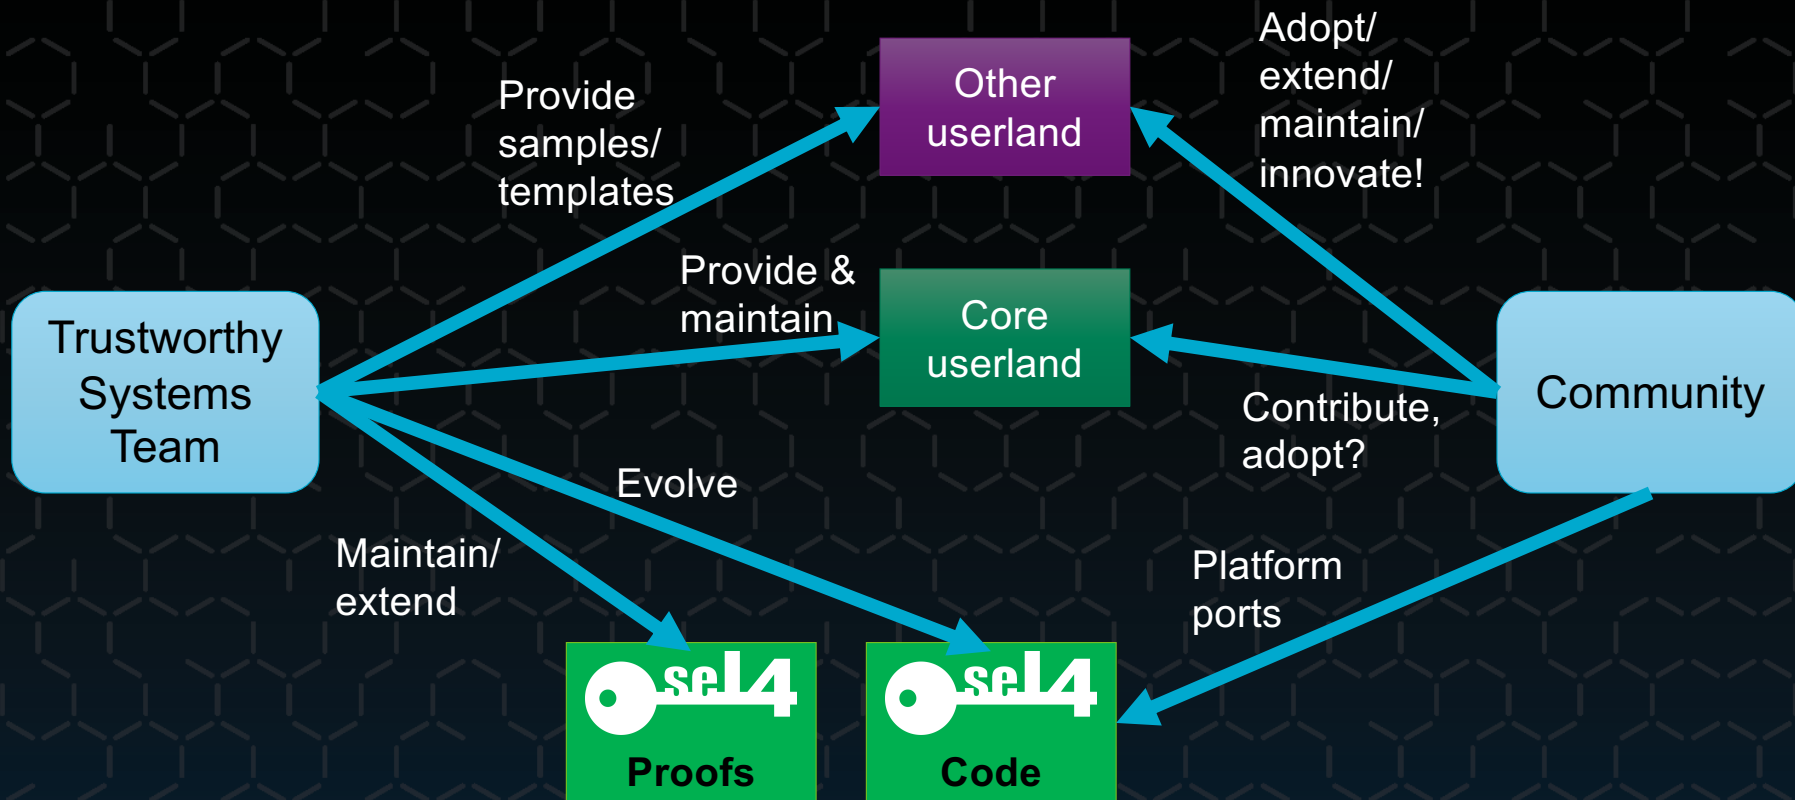 Adopt/
extend/
maintain/
innovate!
Other
userland
Provide
samples/
templates
Provide &
maintain
Core
userland
Trustworthy
Systems
Team
Community
Contribute,
adopt?
Evolve
Maintain/
extend
Platform
ports
seL4
Proofs
seL4
Code